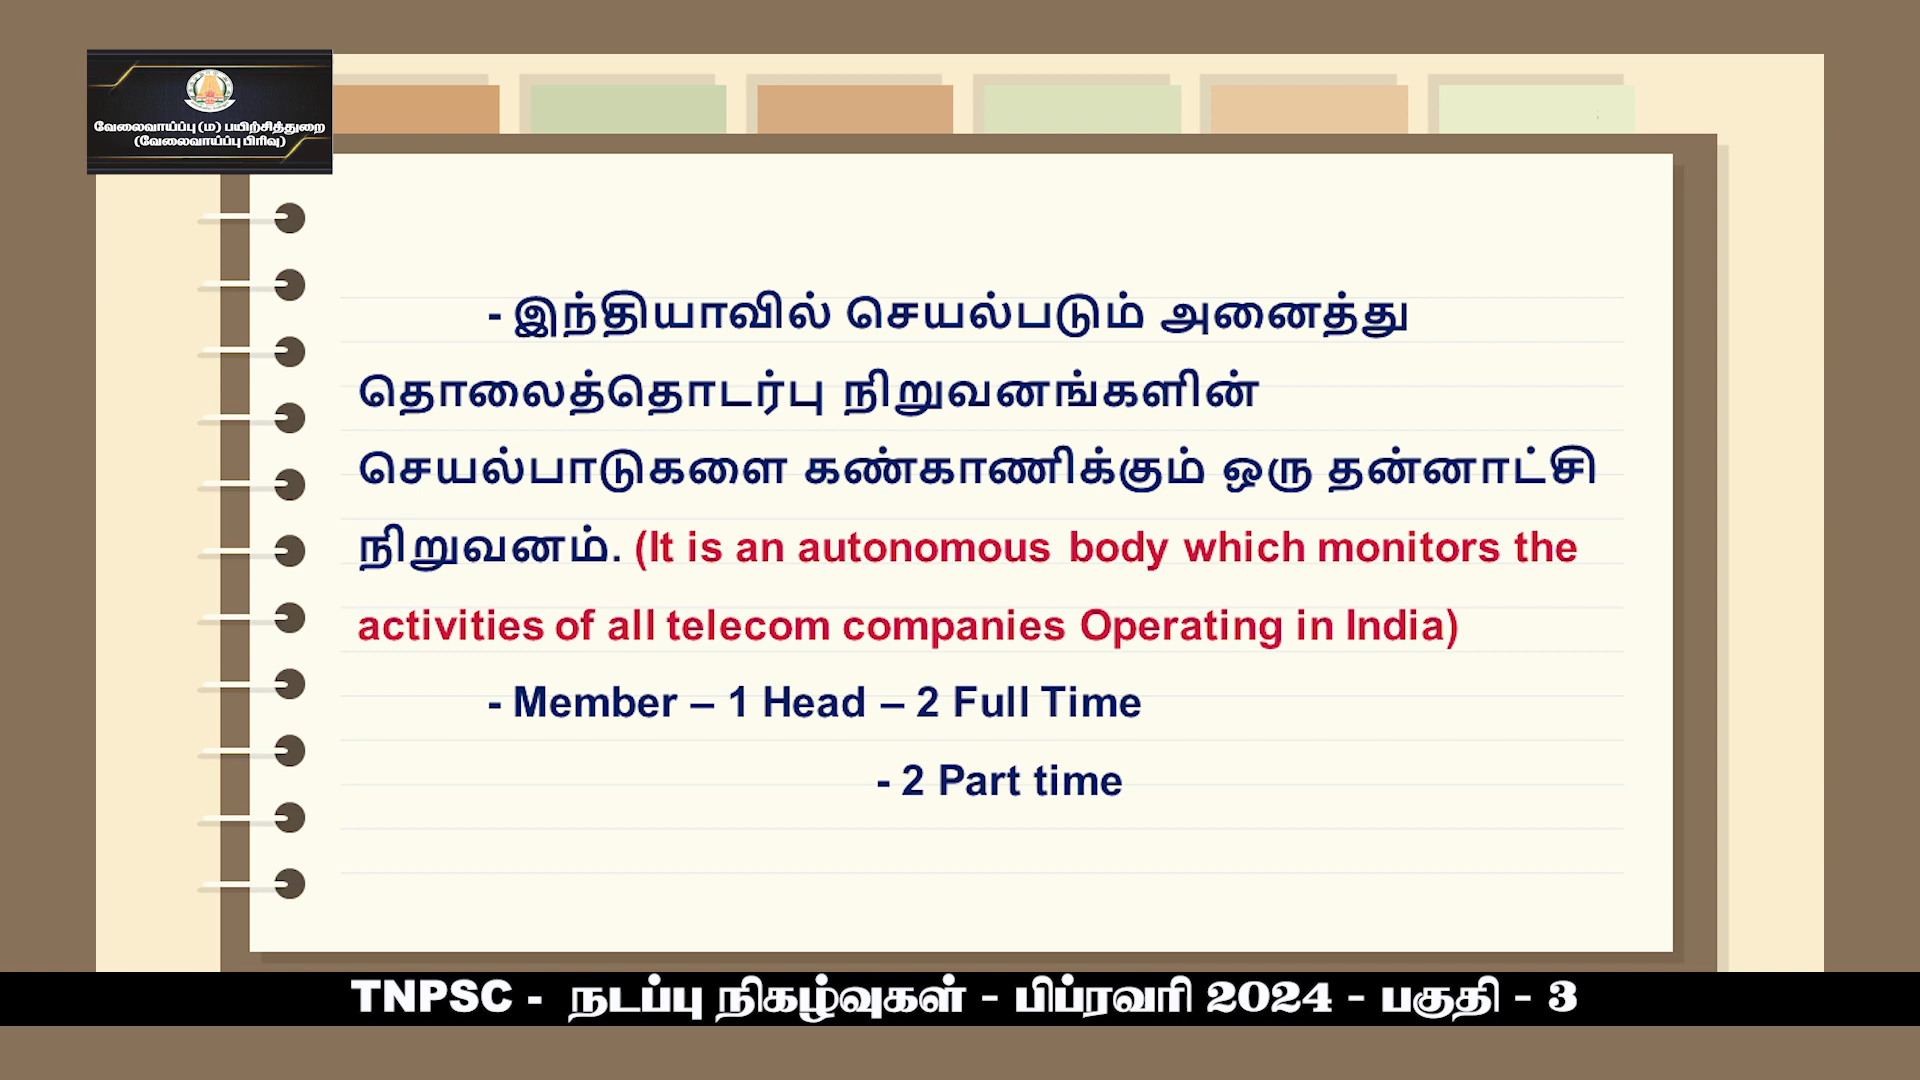 வேலைவாய்ப்பு (ம) பயிற்சித்துறை
(வேலைவாய்ப்பு பிரிவு)
- இந்தியாவில் செயல்படும் அனைத்து
தொலைத்தொடர்பு நிறுவனங்களின்
செயல்பாடுகளை கண்காணிக்கும் ஒரு தன்னாட்சி
நிறுவனம். (It is an autonomous body which monitors the
activities of all telecom companies Operating in India)
- Member – 1 Head – 2 Full Time
- 2 Part time
TNPSC - நடப்பு நிகழ்வுகள் - பிப்ரவரி 2024 - பகுதி - 3